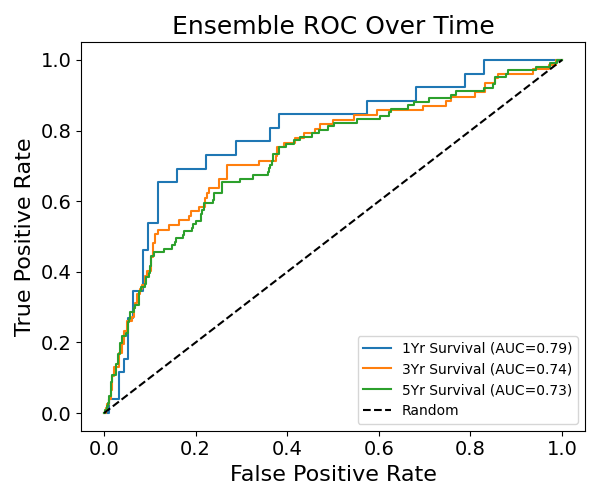 Ensemble ROC Over Time
True Positive Rate
1.0
0.8
0.6
0.4
0.2
0.0
1Yr Survival (AUC=0.79)
3Yr Survival (AUC=0.74)
5Yr Survival (AUC=0.73)
Random
0.0 0.2 0.4 0.6 0.8 1.0
False Positive Rate